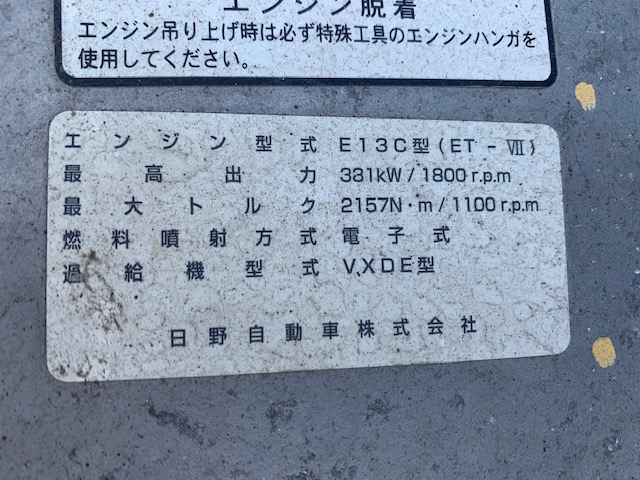 エンジン脱着
エンジン吊り上げ時は必ず特殊工具のエンジンハンガを
使用してください。
エンジン型式 E13C型(ET-Ⅶ)
最高出力 331kW/1800r.p.m
最大トルク 2157N·m/1100r.p.m
燃料噴射方式 電子式
過給機型式 V,XDE型
日野自動車株式会社